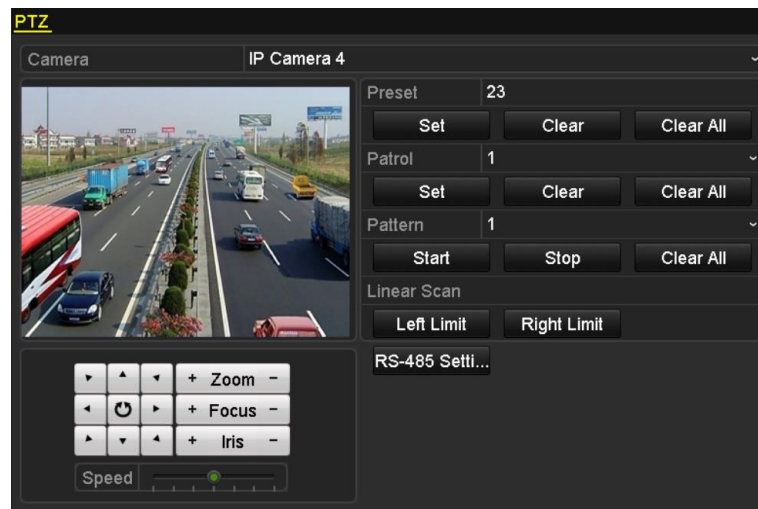 PTZ
Camera IP Camera 4
Preset 23
Set Clear Clear All
Patrol 1
Set Clear Clear All
Pattern 1
Start Stop Clear All
Linear Scan
Left Limit Right Limit
RS-485 Setti...
+ Zoom -
+ Focus -
+ Iris -
Speed